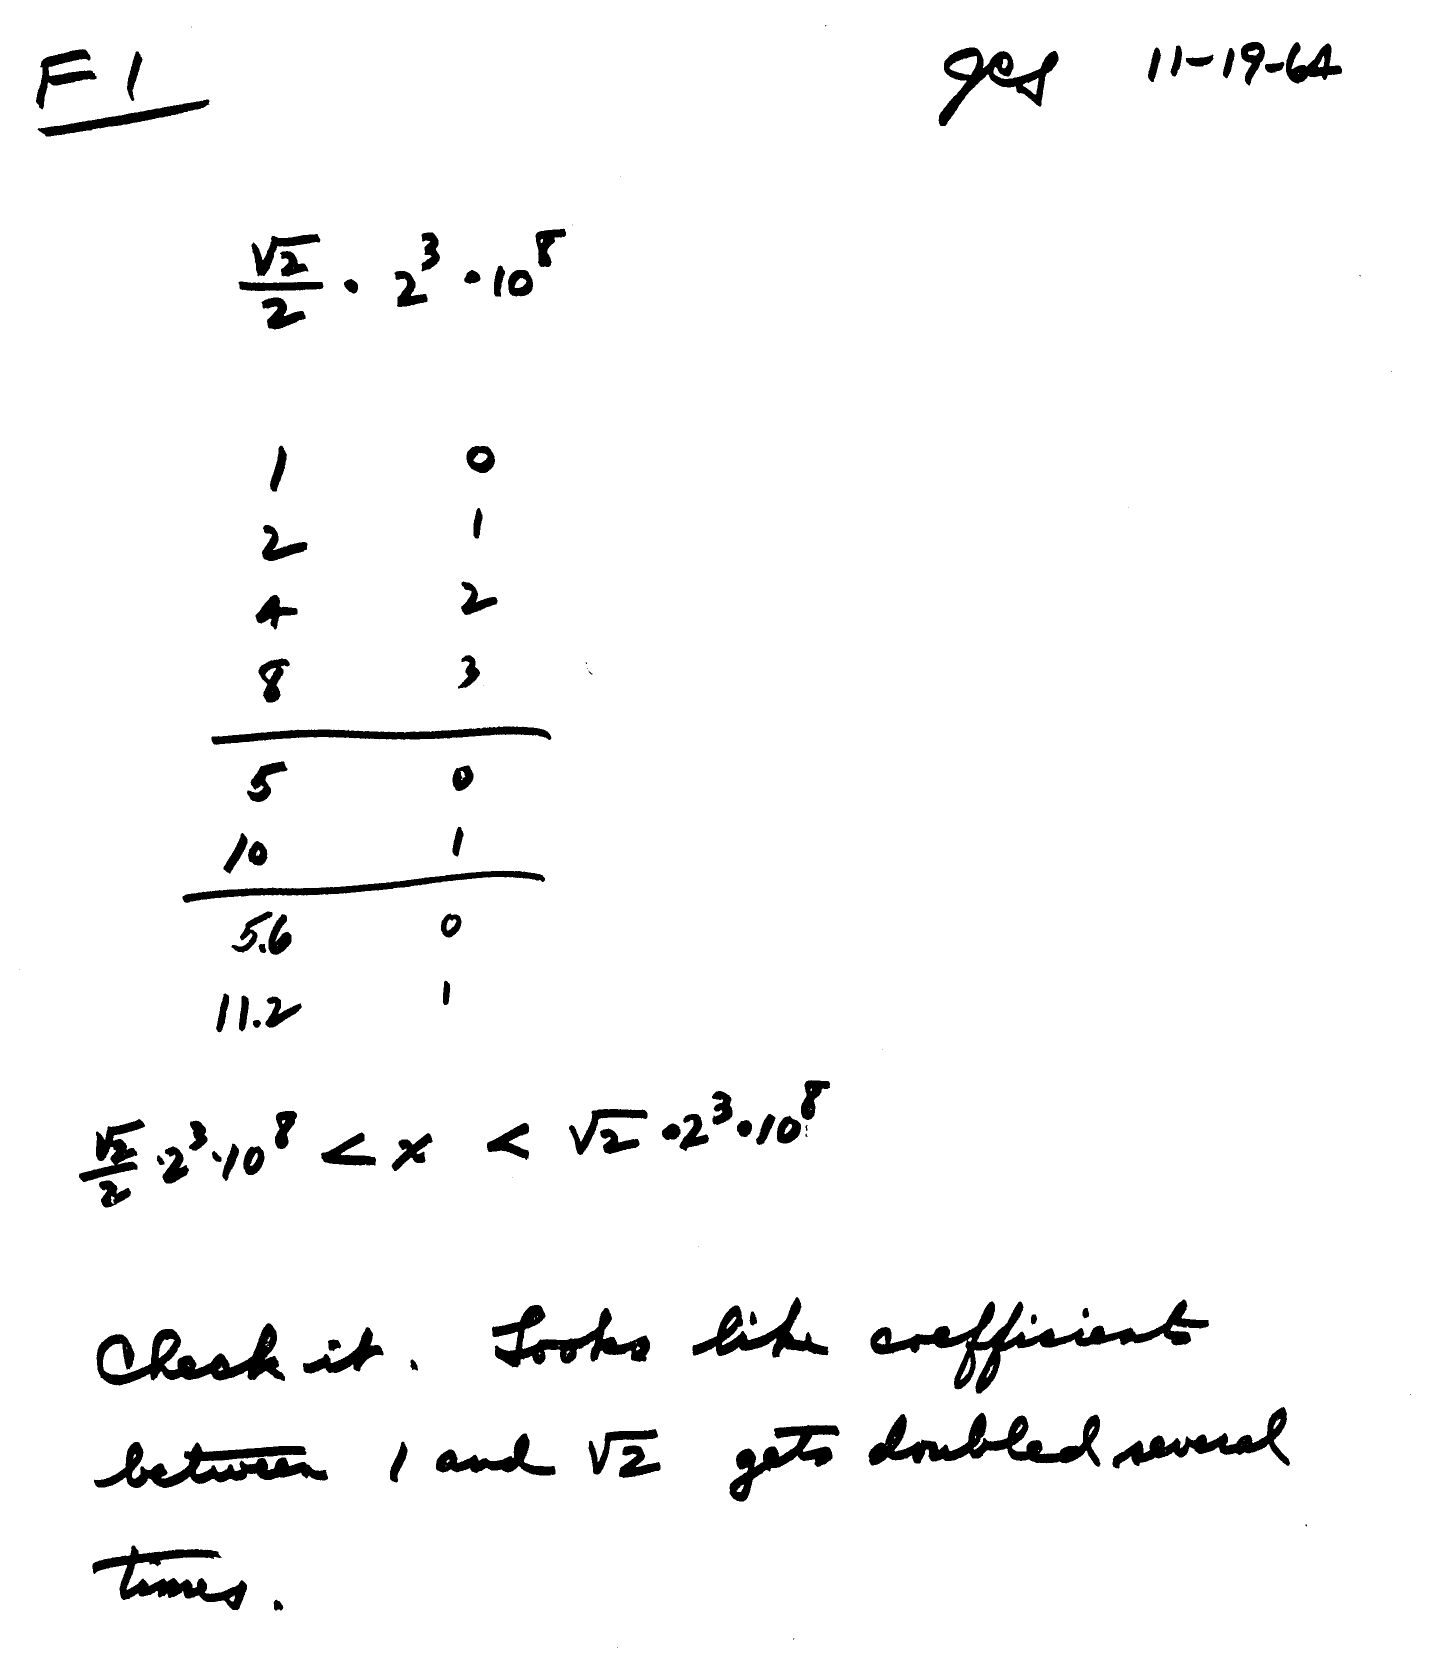 F1 JCS 11-19-64
√2/2 · 2³ · 10⁸
1 0
2 1
4 2
8 3
5 0
10 1
5.6 0
11.2 1
√2/2 · 2³ · 10⁸ < x < √2 · 2³ · 10⁸
Check it. Looks like coefficient
between 1 and √2 gets doubled several
times.